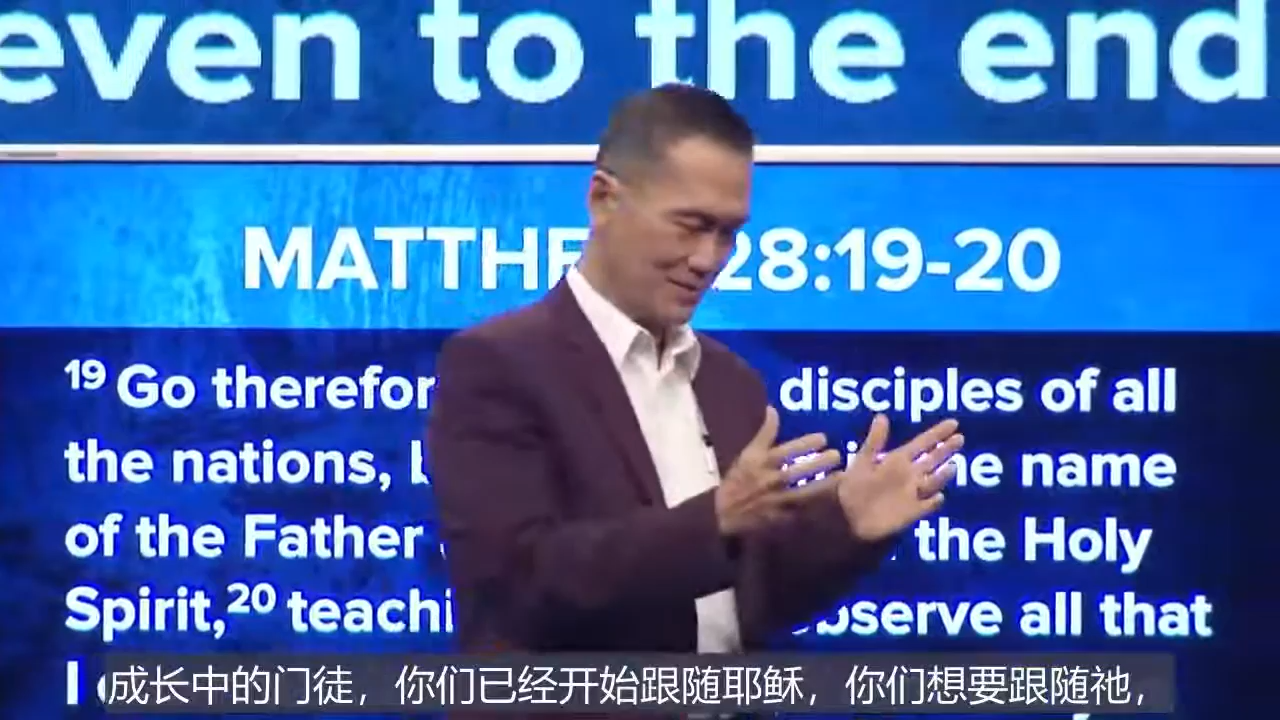 even to the end
MATTHE 28:19-20
19 Go therefor disciples of all
the nations, he name
of the Father the Holy
Spirit,20 teachi bserve all that
I
成长中的门徒，你们已经开始跟随耶稣，你们想要跟随祂，